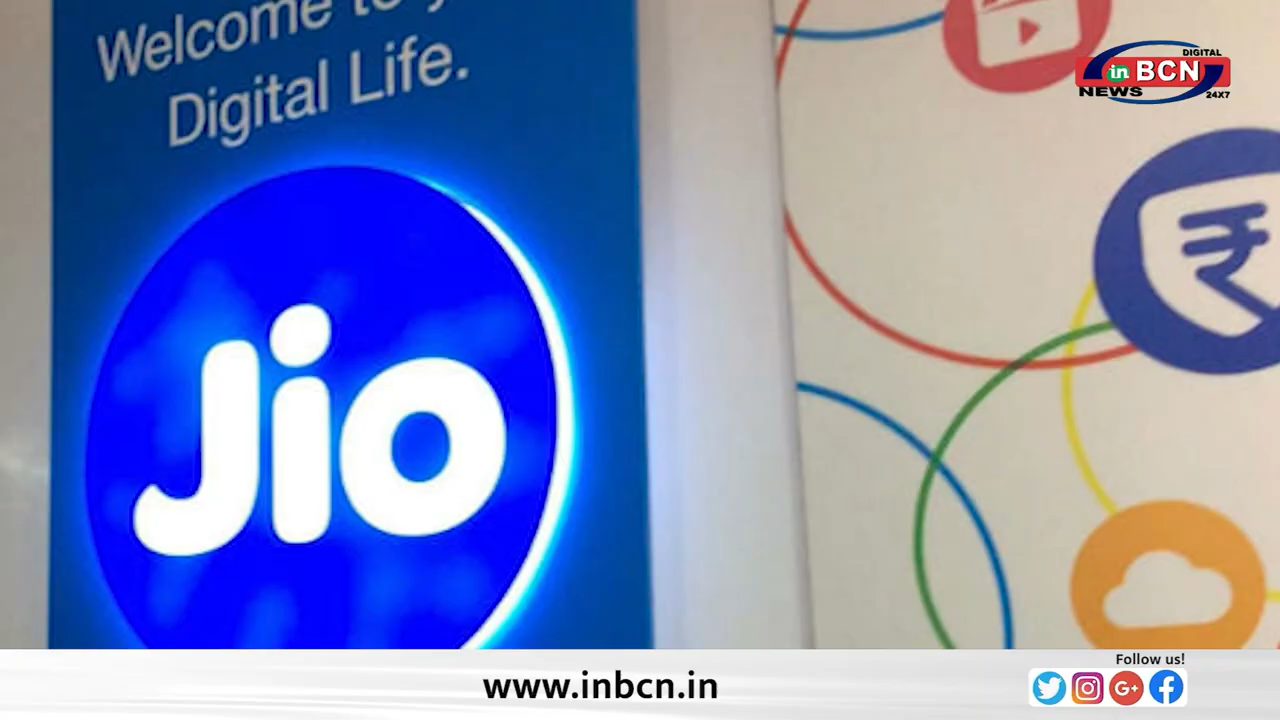 Welcome to y
Digital Life.
Jio
DIGITAL
in BCN
NEWS
24X7
₹
Follow us!
www.inbcn.in